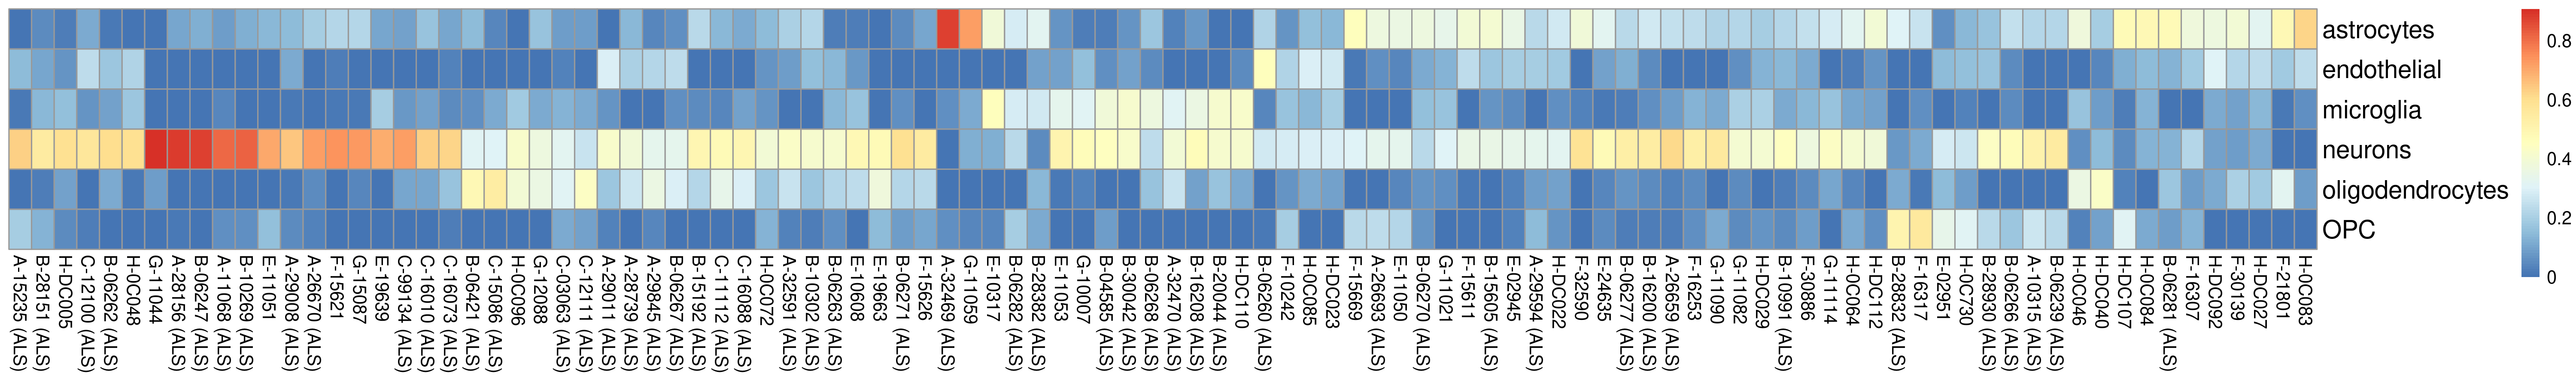 astrocytes
endothelial
microglia
neurons
oligodendrocytes
OPC
0.8
0.6
0.4
0.2
0
A-15235 (ALS)
B-28151 (ALS)
H-DC005
C-12100 (ALS)
B-06262 (ALS)
H-0C048
G-11044
A-28156 (ALS)
B-06247 (ALS)
A-11068 (ALS)
B-10269 (ALS)
E-11051
A-29008 (ALS)
A-26670 (ALS)
F-15621
G-15087
E-19639
C-99134 (ALS)
C-16010 (ALS)
C-16073 (ALS)
B-06421 (ALS)
C-15086 (ALS)
H-0C096
G-12088
C-03063 (ALS)
C-12111 (ALS)
A-29011 (ALS)
A-28739 (ALS)
A-29845 (ALS)
B-06267 (ALS)
B-15192 (ALS)
C-11112 (ALS)
C-16088 (ALS)
H-0C072
A-32591 (ALS)
B-10302 (ALS)
B-06263 (ALS)
E-10608
E-19663
B-06271 (ALS)
F-15626
A-32469 (ALS)
G-11059
E-10317
B-06282 (ALS)
B-28382 (ALS)
E-11053
G-10007
B-04585 (ALS)
B-30042 (ALS)
B-06268 (ALS)
A-32470 (ALS)
B-16208 (ALS)
B-20044 (ALS)
H-DC110
B-06260 (ALS)
F-10242
H-0C085
H-DC023
F-15669
A-26693 (ALS)
E-11050
B-06270 (ALS)
G-11021
F-15611
B-15605 (ALS)
E-02945
A-29594 (ALS)
H-DC022
F-32590
E-24635
B-06277 (ALS)
B-16200 (ALS)
A-26659 (ALS)
F-16253
G-11090
G-11082
H-DC029
B-10991 (ALS)
F-30886
G-11114
H-0C064
H-DC112
B-28832 (ALS)
F-16317
E-02951
H-0C730
B-28930 (ALS)
B-06266 (ALS)
A-10315 (ALS)
B-06239 (ALS)
H-0C046
H-DC040
H-DC107
H-0C084
B-06281 (ALS)
F-16307
H-DC092
F-30139
H-DC027
F-21801
H-0C083